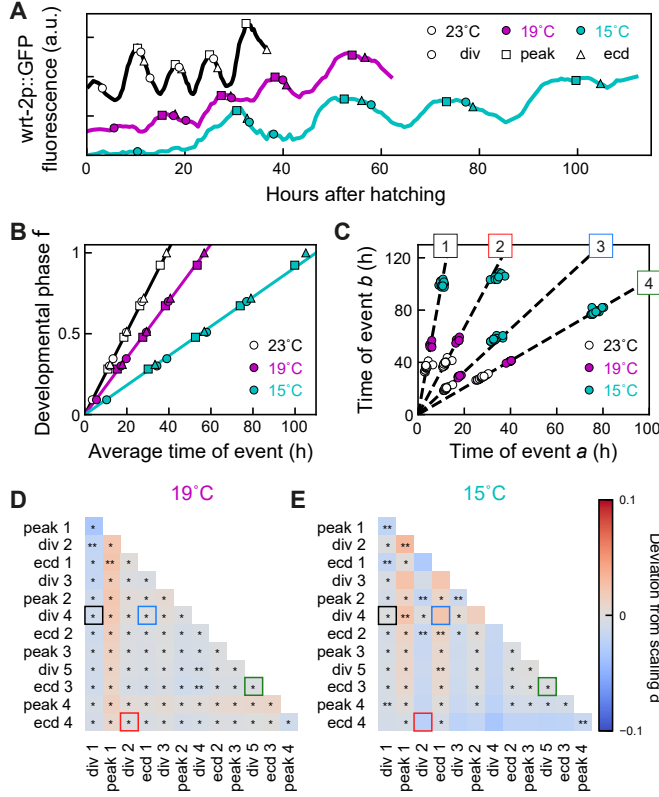 A
wrt-2p::GFP
fluorescence (a.u.)
23°C 19°C 15°C
div peak ecd
0 20 40 60 80 100
Hours after hatching
B
Developmental phase f
1
0.5
0
23°C
19°C
15°C
0 20 40 60 80 100
Average time of event (h)
C
Time of event b (h)
120
80
40
0
1
2
3
4
23°C
19°C
15°C
0 20 40 60 80 100
Time of event a (h)
D
19°C
peak 1 *
div 2 ** *
ecd 1 * ** *
div 3 * * * *
peak 2 * * * * *
div 4 * * * * * *
ecd 2 * * * * * * *
peak 3 * * * * * * * *
div 5 * * * * * * ** * *
ecd 3 * * * * * * ** * * *
peak 4 * * * * * * * * * * *
ecd 4 * * * * * * * * * * * *
div 1
peak 1
div 2
ecd 1
div 3
peak 2
div 4
ecd 2
peak 3
div 5
ecd 3
peak 4
E
15°C
peak 1 **
div 2 * **
ecd 1 ** *
div 3
peak 2 * * ** * **
div 4 * ** * *
ecd 2 * * ** ** * *
peak 3 * * * * *
div 5 * * * * * *
ecd 3 * * * * * * *
peak 4 ** * * * * * * * *
ecd 4 * * * **
div 1
peak 1
div 2
ecd 1
div 3
peak 2
div 4
ecd 2
peak 3
div 5
ecd 3
peak 4
0.1
0
−0.1
Deviation from scaling d